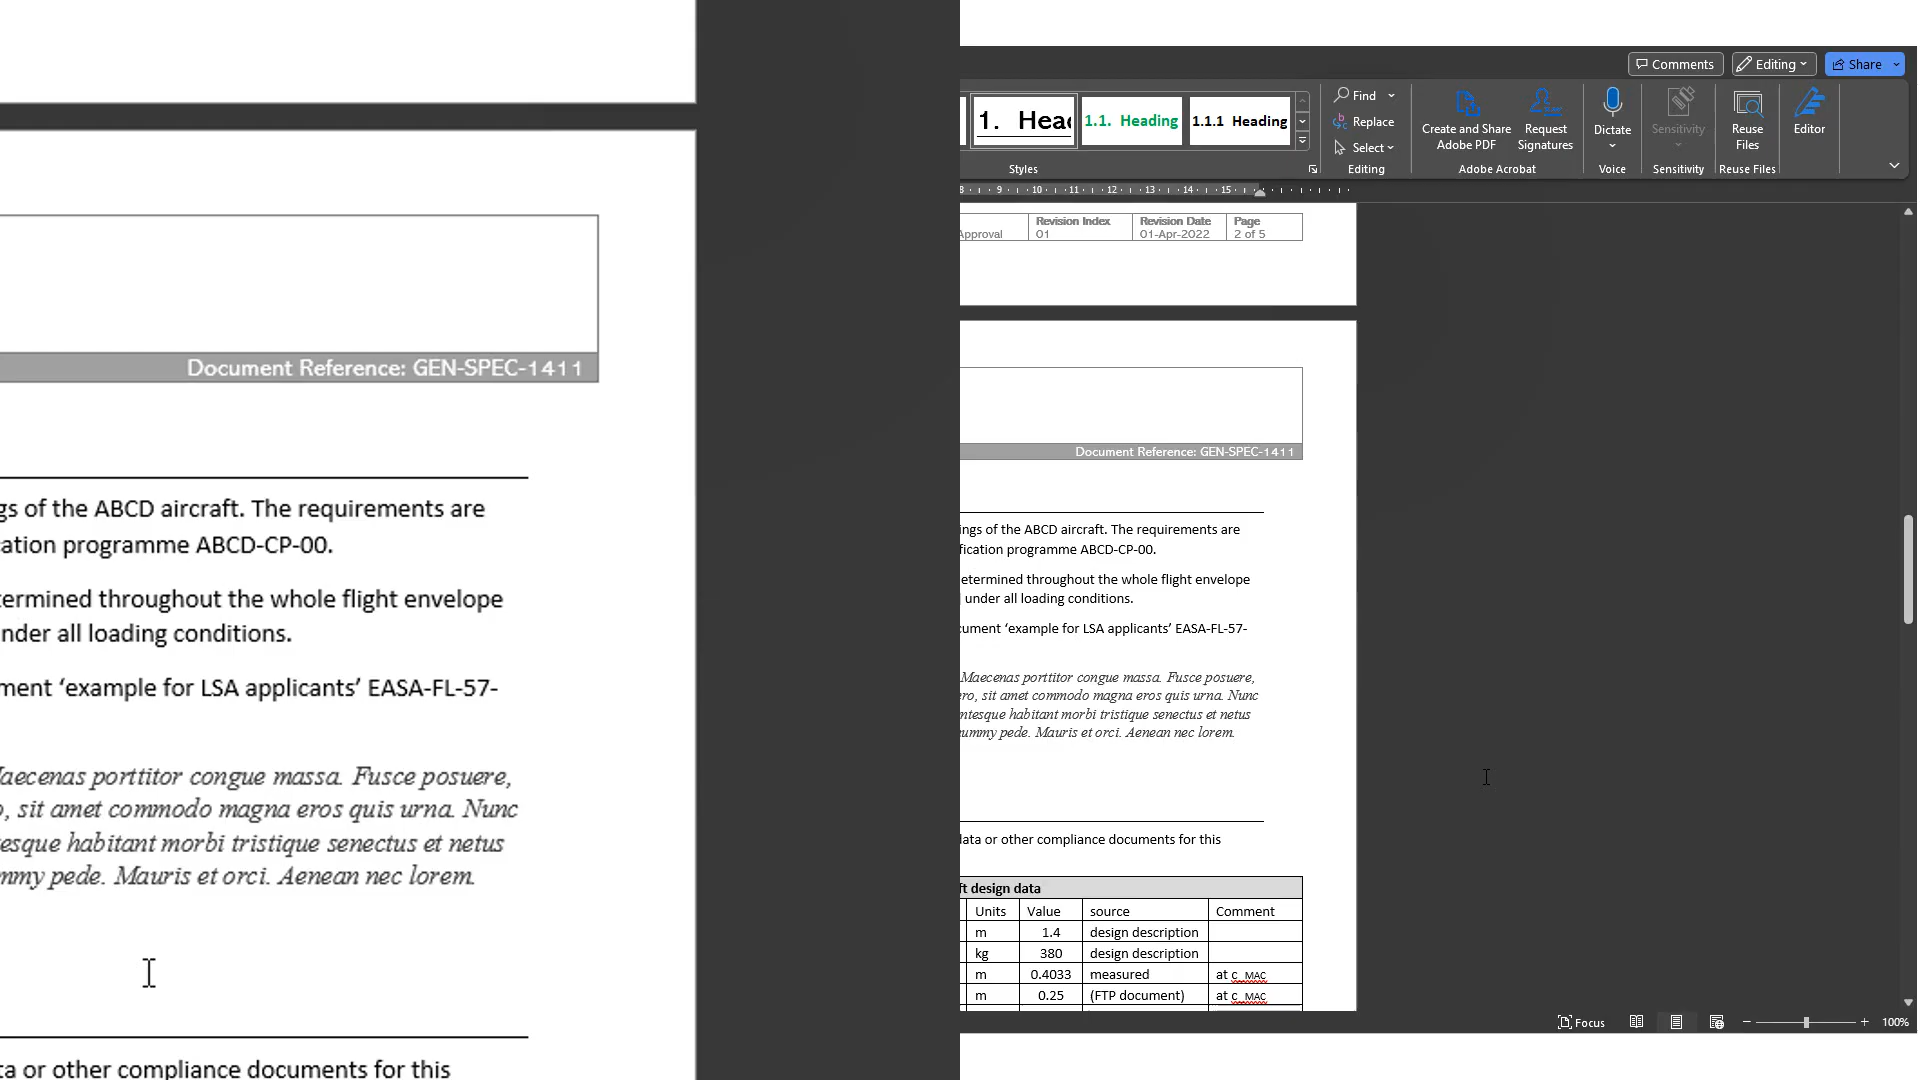 Document Reference: GEN-SPEC-1411
gs of the ABCD aircraft. The requirements are
ation programme ABCD-CP-00.
termined throughout the whole flight envelope
nder all loading conditions.
ment ‘example for LSA applicants’ EASA-FL-57-
Maecenas porttitor congue massa. Fusce posuere,
o, sit amet commodo magna eros quis urna. Nunc
esque habitant morbi tristique senectus et netus
mmy pede. Mauris et orci. Aenean nec lorem.
ta or other compliance documents for this
Comments Editing Share
1. Head 1.1. Heading 1.1.1 Heading
Find
Replace
Select
Create and Share Adobe PDF
Request Signatures
Dictate
Sensitivity
Reuse Files
Editor
Styles Editing Adobe Acrobat Voice Sensitivity Reuse Files
8 9 10 11 12 13 14 15
Revision Index Revision Date Page
Approval 01 01-Apr-2022 2 of 5
Document Reference: GEN-SPEC-1411
ings of the ABCD aircraft. The requirements are
fication programme ABCD-CP-00.
etermined throughout the whole flight envelope
under all loading conditions.
cument ‘example for LSA applicants’ EASA-FL-57-
Maecenas porttitor congue massa. Fusce posuere,
ero, sit amet commodo magna eros quis urna. Nunc
ntesque habitant morbi tristique senectus et netus
ummy pede. Mauris et orci. Aenean nec lorem.
data or other compliance documents for this
ft design data
Units Value source Comment
m 1.4 design description
kg 380 design description
m 0.4033 measured at c_MAC
m 0.25 (FTP document) at c_MAC
Focus 100%